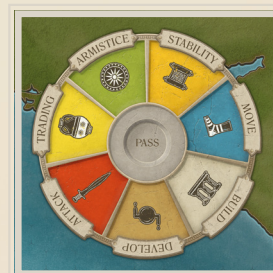 ARMISTICE
STABILITY
MOVE
BUILD
DEVELOP
ATTACK
TRADING
PASS